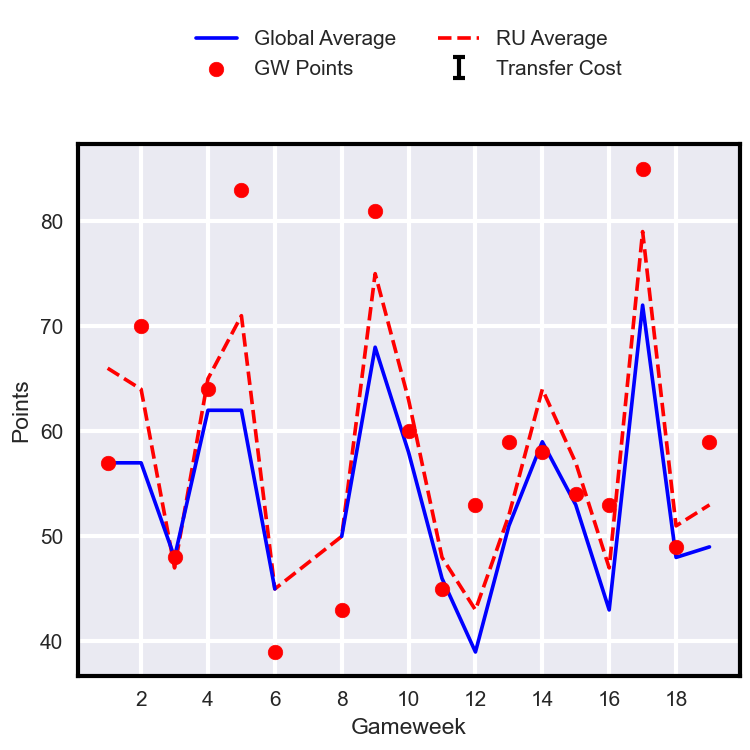 Global Average
RU Average
GW Points
Transfer Cost
80
70
60
50
40
Points
2 4 6 8 10 12 14 16 18
Gameweek